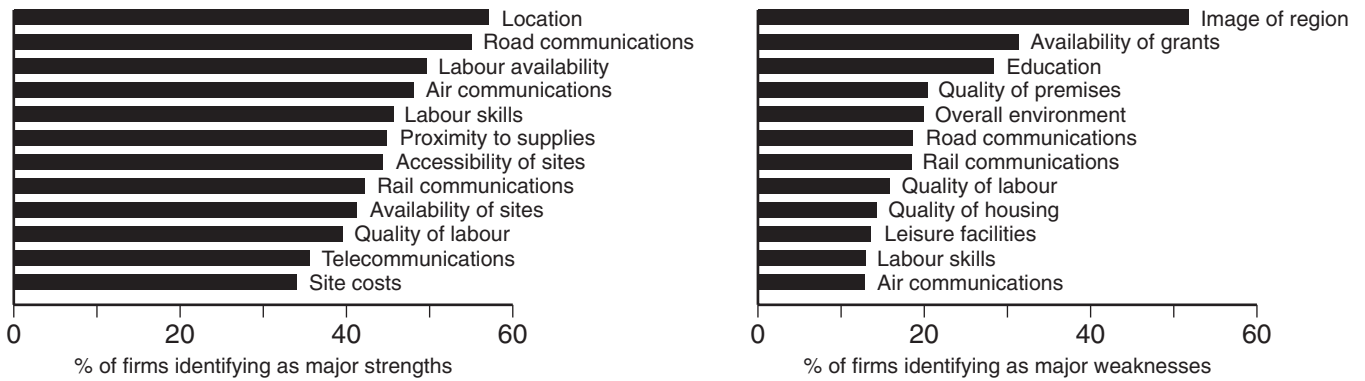 Location
Road communications
Labour availability
Air communications
Labour skills
Proximity to supplies
Accessibility of sites
Rail communications
Availability of sites
Quality of labour
Telecommunications
Site costs
0 20 40 60
% of firms identifying as major strengths
Image of region
Availability of grants
Education
Quality of premises
Overall environment
Road communications
Rail communications
Quality of labour
Quality of housing
Leisure facilities
Labour skills
Air communications
0 20 40 60
% of firms identifying as major weaknesses